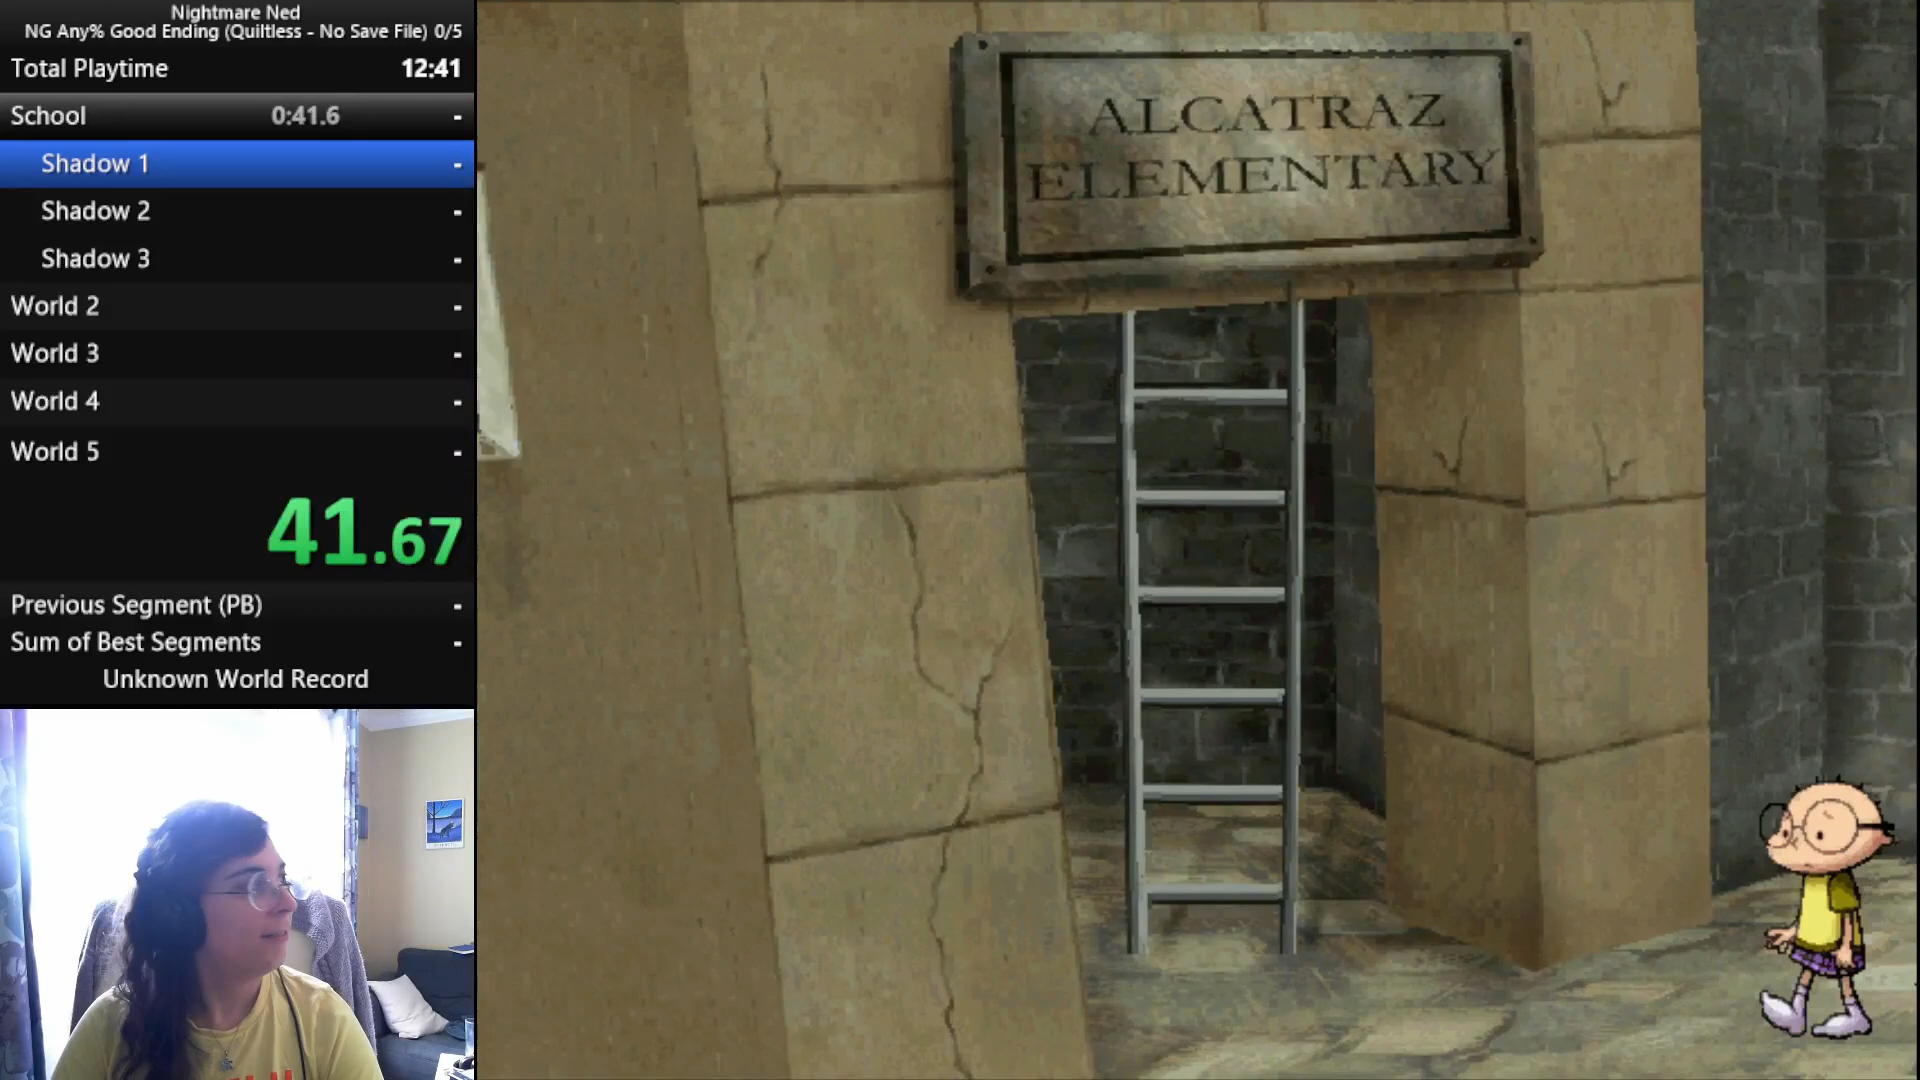 Nightmare Ned
NG Any% Good Ending (Quiltless - No Save File) 0/5
Total Playtime 12:41
School 0:41.6 -
Shadow 1 -
Shadow 2 -
Shadow 3 -
World 2 -
World 3 -
World 4 -
World 5 -
41.67
Previous Segment (PB) -
Sum of Best Segments -
Unknown World Record
ALCATRAZ
ELEMENTARY